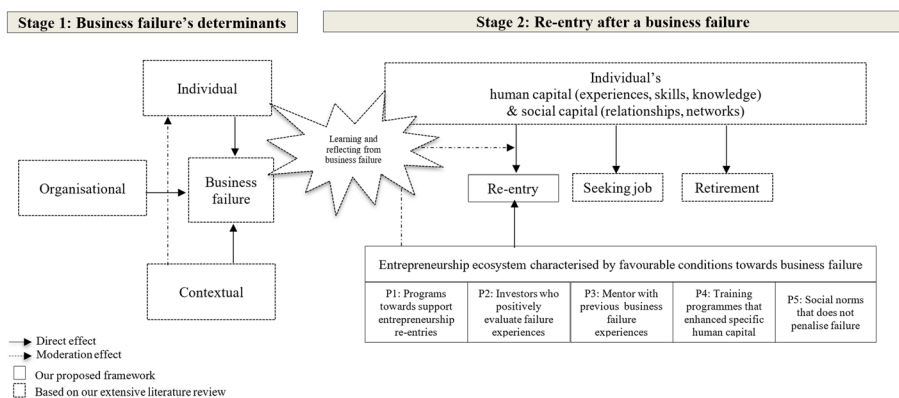 Stage 1: Business failure's determinants
Stage 2: Re-entry after a business failure
Individual
Organisational
Business
failure
Contextual
Learning and
reflecting from
business failure
Individual's
human capital (experiences, skills, knowledge)
& social capital (relationships, networks)
Re-entry
Seeking job
Retirement
Entrepreneurship ecosystem characterised by favourable conditions towards business failure
P1: Programs
towards support
entrepreneurship
re-entries
P2: Investors who
positively
evaluate failure
experiences
P3: Mentor with
previous business
failure
experiences
P4: Training
programmes that
enhanced specific
human capital
P5: Social norms
that does not
penalise failure
Direct effect
Moderation effect
Our proposed framework
Based on our extensive literature review